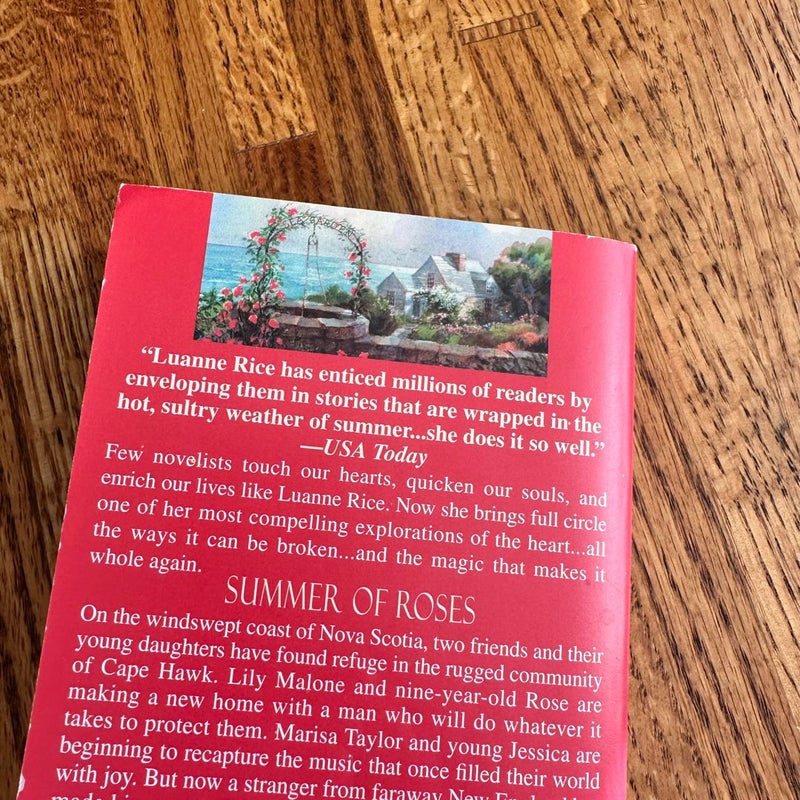 SEA GARDEN
“Luanne Rice has enticed millions of readers by
enveloping them in stories that are wrapped in the
hot, sultry weather of summer...she does it so well.”
—USA Today
Few novelists touch our hearts, quicken our souls, and
enrich our lives like Luanne Rice. Now she brings full circle
one of her most compelling explorations of the heart...all
the ways it can be broken...and the magic that makes it
whole again.
SUMMER OF ROSES
On the windswept coast of Nova Scotia, two friends and their
young daughters have found refuge in the rugged community
of Cape Hawk. Lily Malone and nine-year-old Rose are
making a new home with a man who will do whatever it
takes to protect them. Marisa Taylor and young Jessica are
beginning to recapture the music that once filled their world
with joy. But now a stranger from faraway New